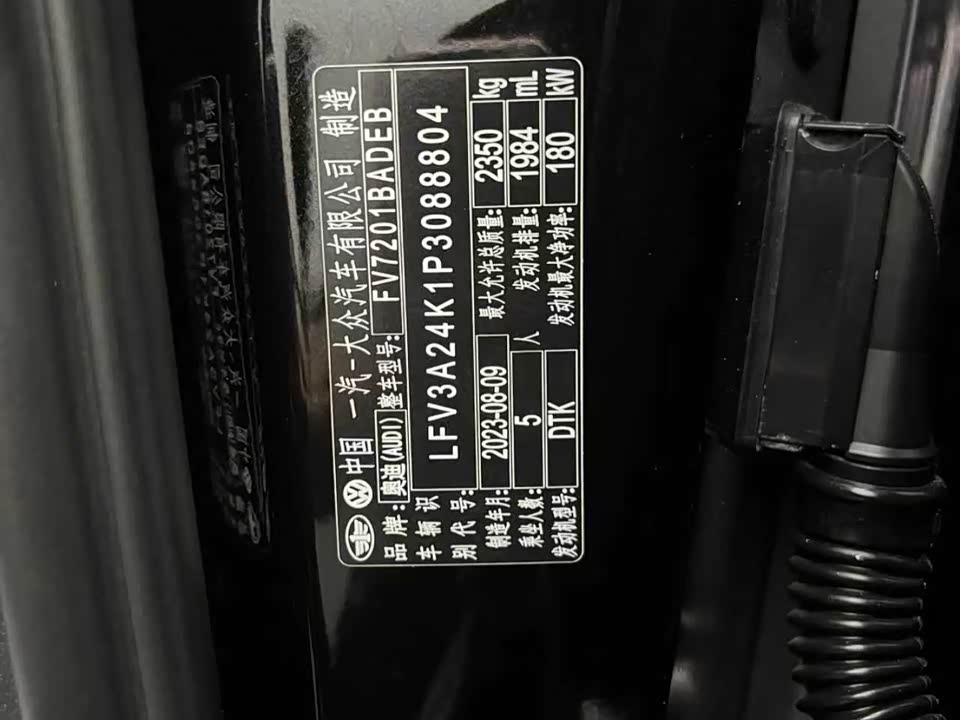 中国 一汽-大众汽车有限公司 制造
品牌: 奥迪(AUDI) 整车型号: FV7201BADEB
车辆识别代号: LFV3A24K1P3088804
制造年月: 2023-08-09 最大允许总质量: 2350 kg
乘坐人数: 5 人 发动机排量: 1984 mL
发动机型号: DTK 发动机最大净功率: 180 kW